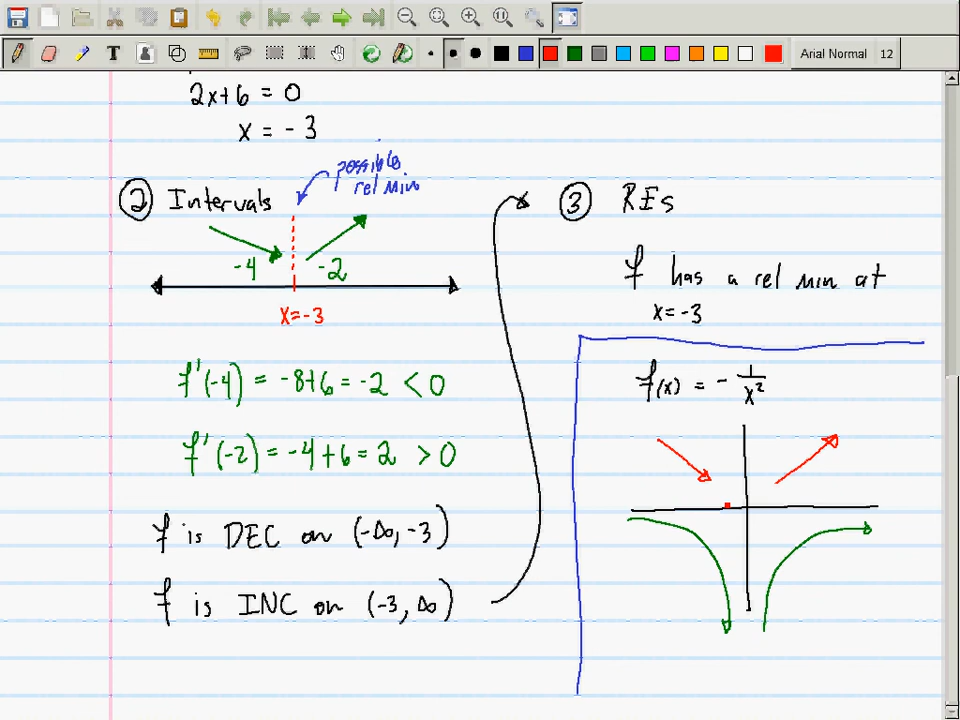 Arial Normal 12
2x+6 = 0
x = -3
② Intervals
possible
rel min
-4 -2
x=-3
f'(-4) = -8+6 = -2 < 0
f'(-2) = -4+6 = 2 > 0
f is DEC on (-∞, -3)
f is INC on (-3, ∞)
③ REs
f has a rel min at
x = -3
f(x) = - 1/x²